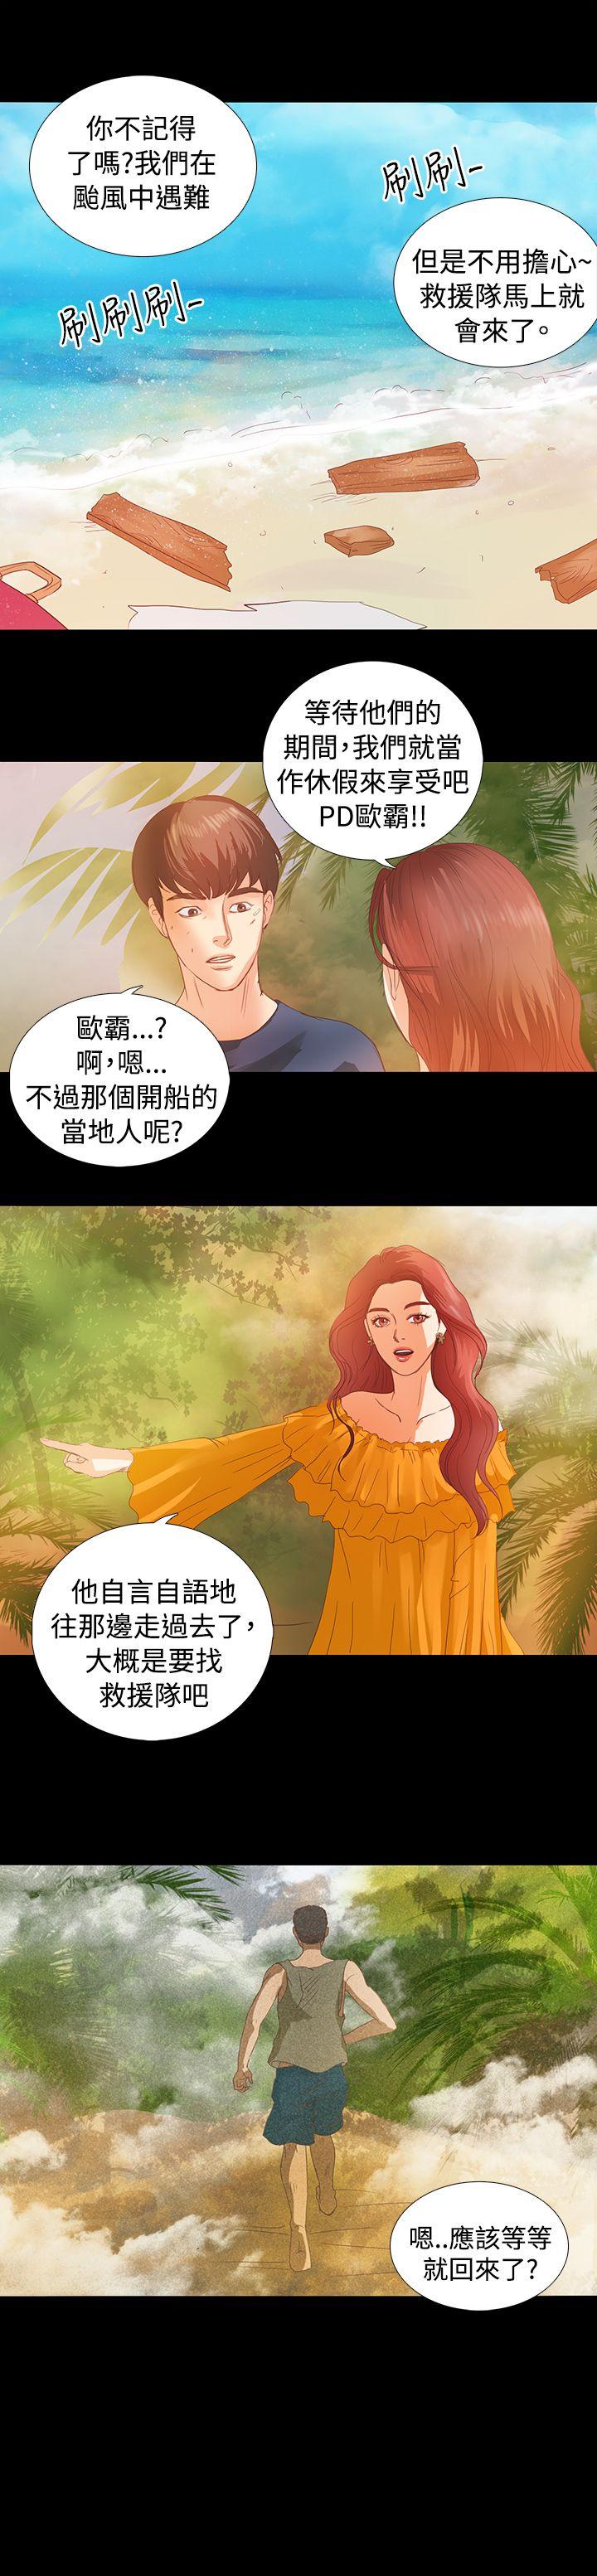 你不記得
了嗎?我們在
颱風中遇難
刷刷-
但是不用擔心~
救援隊馬上就
會來了。
刷刷刷-
等待他們的
期間,我們就當
作休假來享受吧
PD歐霸!!
歐霸...?
啊,嗯...
不過那個開船的
當地人呢?
他自言自語地
往那邊走過去了,
大概是要找
救援隊吧
嗯..應該等等
就回來了?